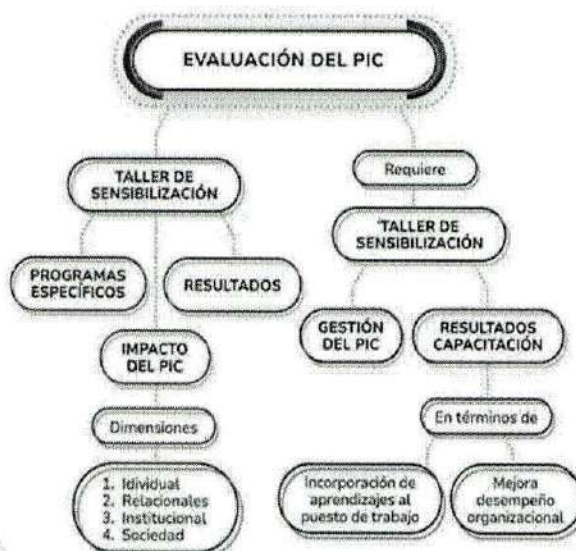 EVALUACIÓN DEL PIC
TALLER DE
SENSIBILIZACIÓN
PROGRAMAS
ESPECÍFICOS
RESULTADOS
IMPACTO
DEL PIC
Dimensiones
1. Idividual
2. Relacionales
3. Institucional
4. Sociedad
Requiere
TALLER DE
SENSIBILIZACIÓN
GESTIÓN
DEL PIC
RESULTADOS
CAPACITACIÓN
En términos de
Incorporación de
aprendizajes al
puesto de trabajo
Mejora
desempeño
organizacional